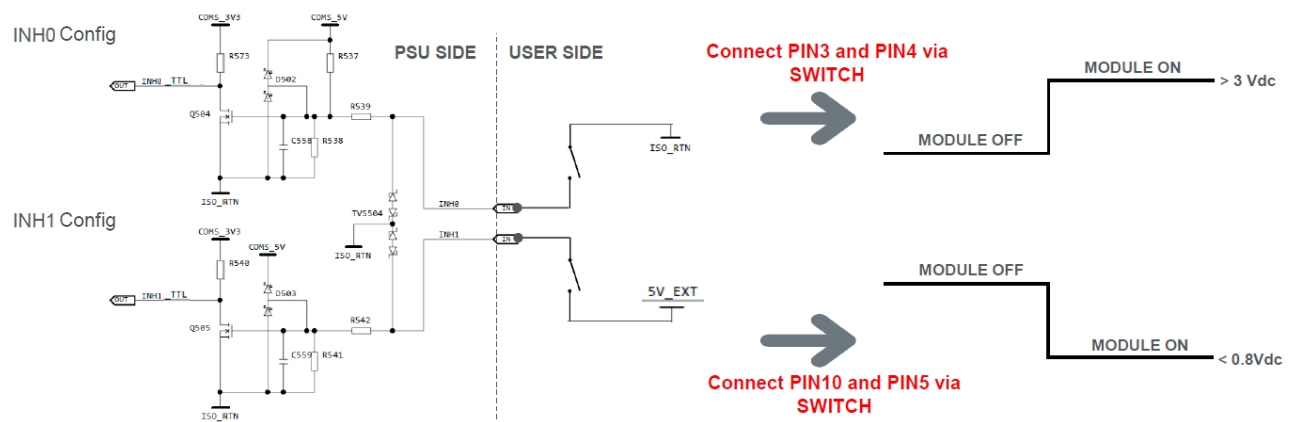 INH0 Config
COMS_3V3
COMS_5V
R573
R537
D502
OUT
INH0_TTL
Q504
R539
C558
R538
ISO_RTN
PSU SIDE
USER SIDE
ISO_RTN
INH0
IN
TVS504
ISO_RTN
INH1
IN
5V_EXT
INH1 Config
COMS_3V3
COMS_5V
R540
D503
OUT
INH1_TTL
Q505
R542
C559
R541
ISO_RTN
Connect PIN3 and PIN4 via
SWITCH
MODULE ON
> 3 Vdc
MODULE OFF
MODULE OFF
MODULE ON
< 0.8Vdc
Connect PIN10 and PIN5 via
SWITCH